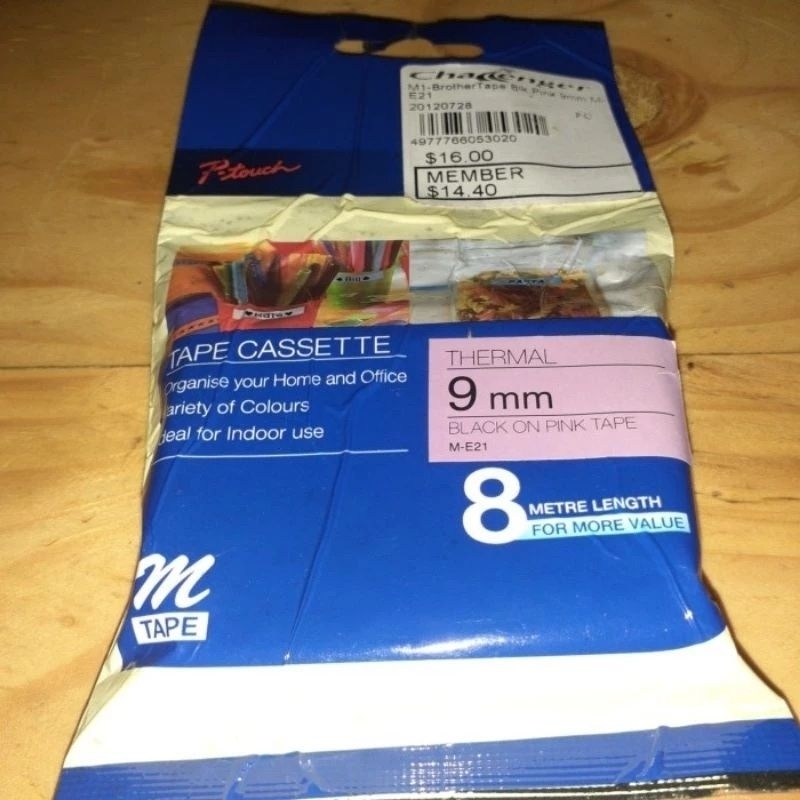 Challenger
M1-BrotherTape Blk Pink 9mm M-
E21
20120728
4977766053020
$16.00
MEMBER
$14.40
P-touch
PASTA
TAPE CASSETTE
Organise your Home and Office
ariety of Colours
deal for Indoor use
THERMAL
9 mm
BLACK ON PINK TAPE
M-E21
8
METRE LENGTH
FOR MORE VALUE
M
TAPE